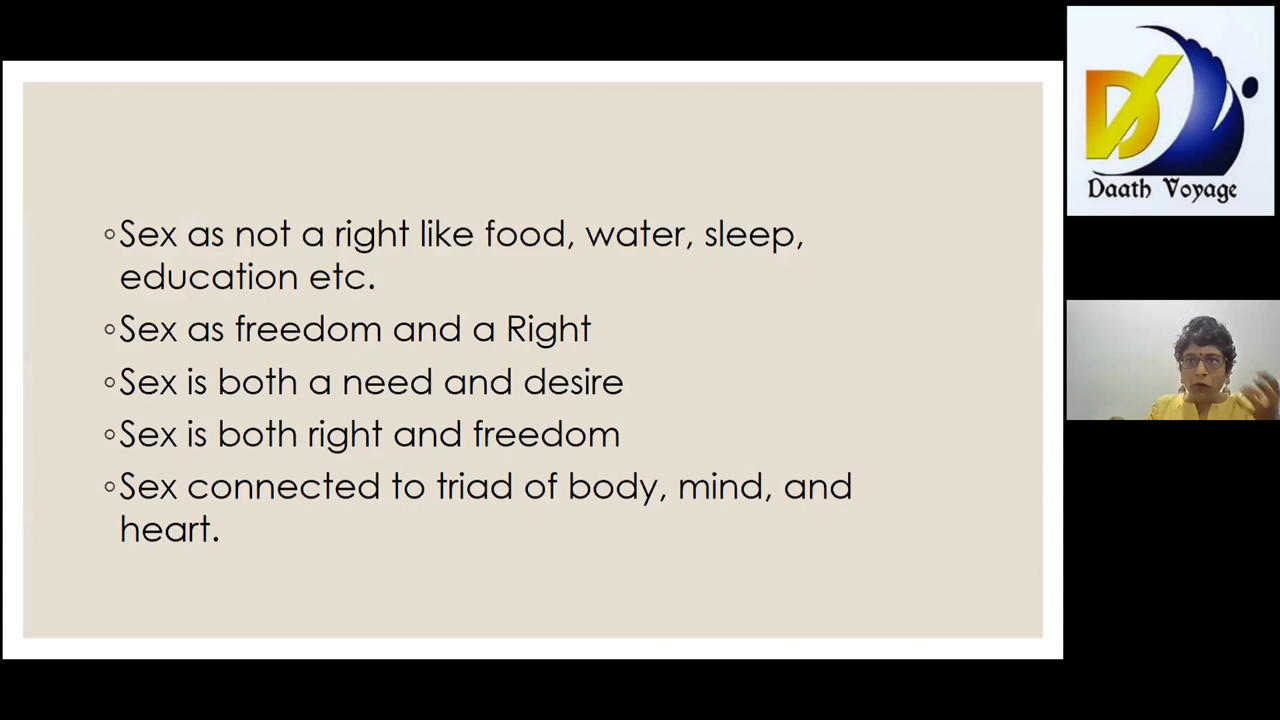 ◦Sex as not a right like food, water, sleep,
education etc.
◦Sex as freedom and a Right
◦Sex is both a need and desire
◦Sex is both right and freedom
◦Sex connected to triad of body, mind, and
heart.
D
Daath Voyage